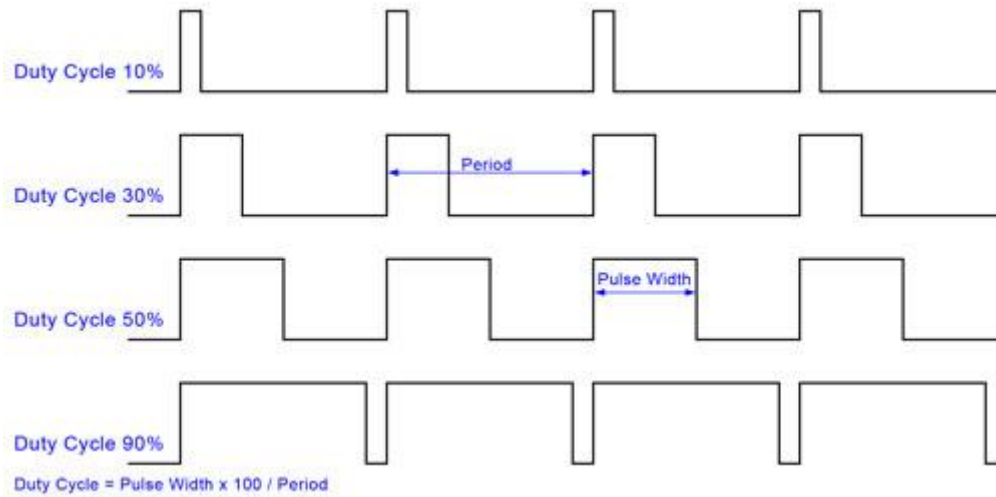 Duty Cycle 10%
Period
Duty Cycle 30%
Pulse Width
Duty Cycle 50%
Duty Cycle 90%
Duty Cycle = Pulse Width x 100 / Period